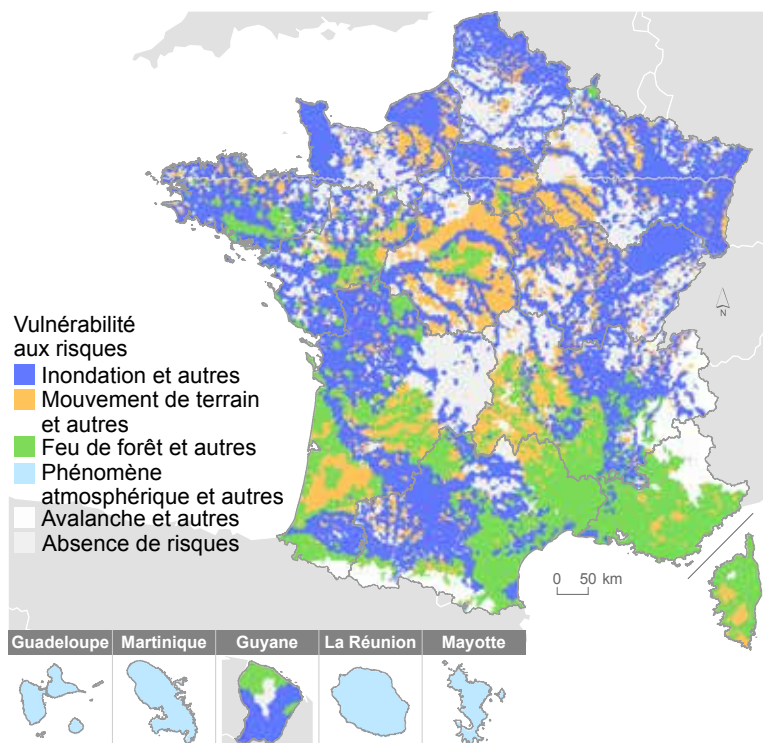 Vulnérabilité
aux risques
Inondation et autres
Mouvement de terrain
et autres
Feu de forêt et autres
Phénomène
atmosphérique et autres
Avalanche et autres
Absence de risques
N
0 50 km
Guadeloupe Martinique Guyane La Réunion Mayotte